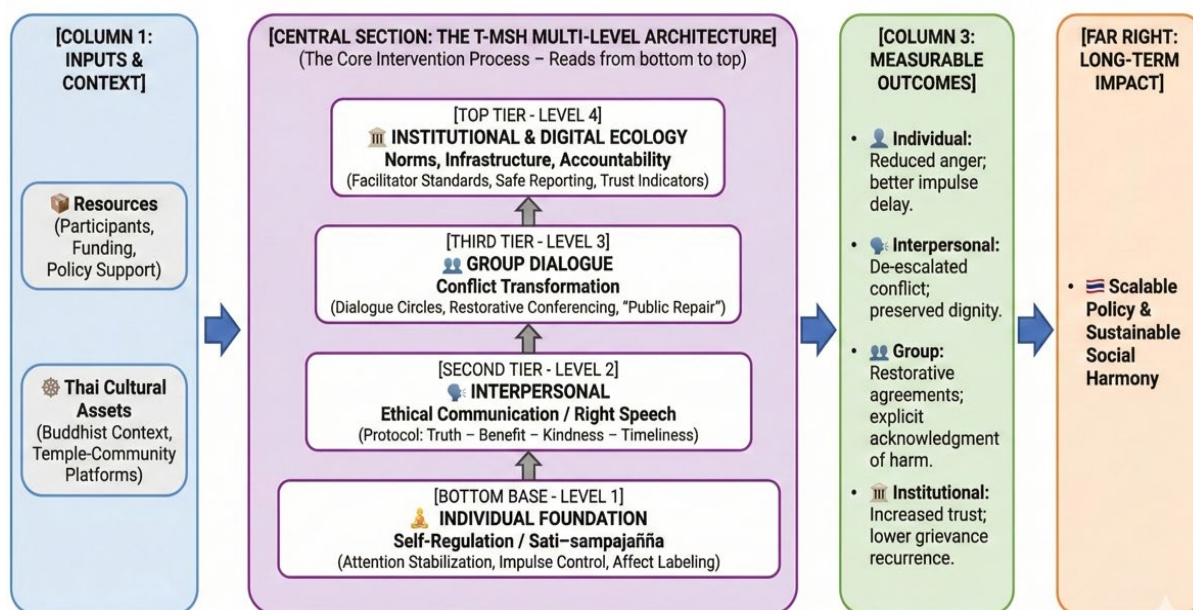 [COLUMN 1:
INPUTS &
CONTEXT]
Resources
(Participants,
Funding,
Policy Support)
Thai Cultural
Assets
(Buddhist Context,
Temple-Community
Platforms)
[CENTRAL SECTION: THE T-MSH MULTI-LEVEL ARCHITECTURE]
(The Core Intervention Process – Reads from bottom to top)
[TOP TIER - LEVEL 4]
INSTITUTIONAL & DIGITAL ECOLOGY
Norms, Infrastructure, Accountability
(Facilitator Standards, Safe Reporting, Trust Indicators)
[THIRD TIER - LEVEL 3]
GROUP DIALOGUE
Conflict Transformation
(Dialogue Circles, Restorative Conferencing, “Public Repair”)
[SECOND TIER - LEVEL 2]
INTERPERSONAL
Ethical Communication / Right Speech
(Protocol: Truth – Benefit – Kindness – Timeliness)
[BOTTOM BASE - LEVEL 1]
INDIVIDUAL FOUNDATION
Self-Regulation / Sati–sampajañña
(Attention Stabilization, Impulse Control, Affect Labeling)
[COLUMN 3:
MEASURABLE
OUTCOMES]
• Individual:
Reduced anger;
better impulse
delay.
• Interpersonal:
De-escalated
conflict;
preserved dignity.
• Group:
Restorative
agreements;
explicit
acknowledgment
of harm.
• Institutional:
Increased trust;
lower grievance
recurrence.
[FAR RIGHT:
LONG-TERM
IMPACT]
• Scalable
Policy &
Sustainable
Social
Harmony